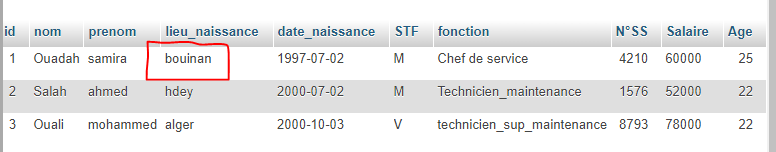 id nom prenom lieu_naissance date_naissance STF fonction N°SS Salaire Age
1 Ouadah samira bouinan 1997-07-02 M Chef de service 4210 60000 25
2 Salah ahmed hdey 2000-07-02 M Technicien_maintenance 1576 52000 22
3 Ouali mohammed alger 2000-10-03 V technicien_sup_maintenance 8793 78000 22